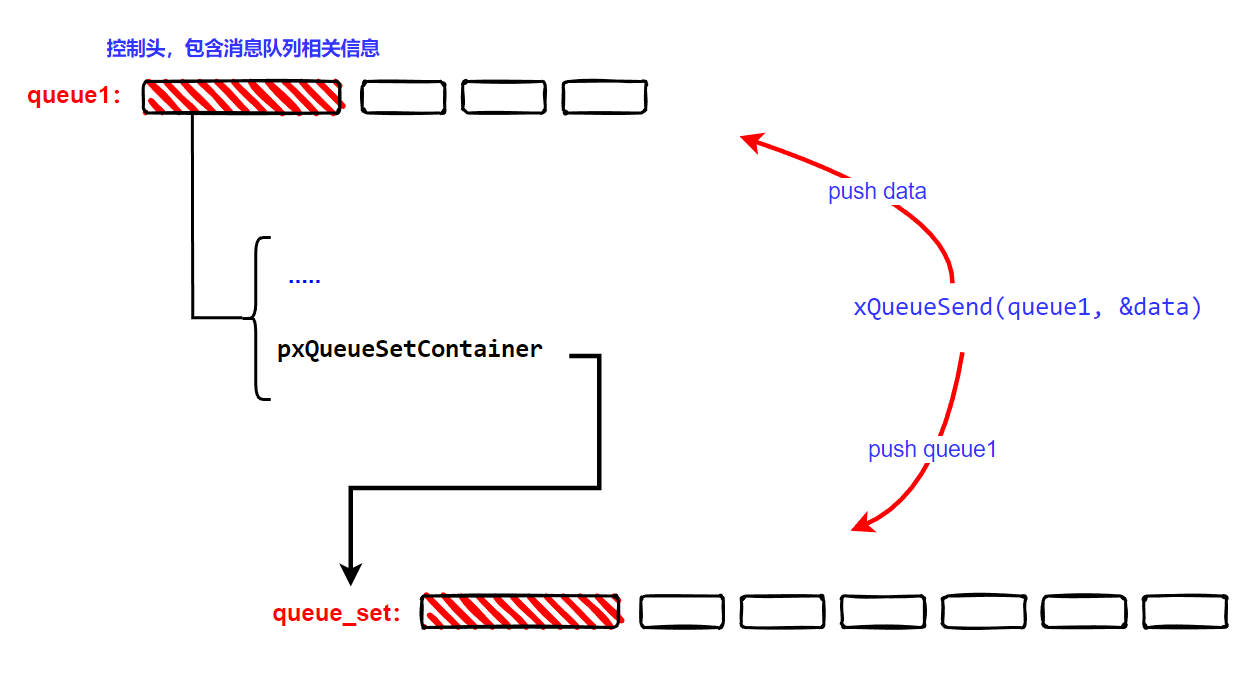 控制头，包含消息队列相关信息
queue1：
push data
.....
xQueueSend(queue1, &data)
pxQueueSetContainer
push queue1
queue_set：